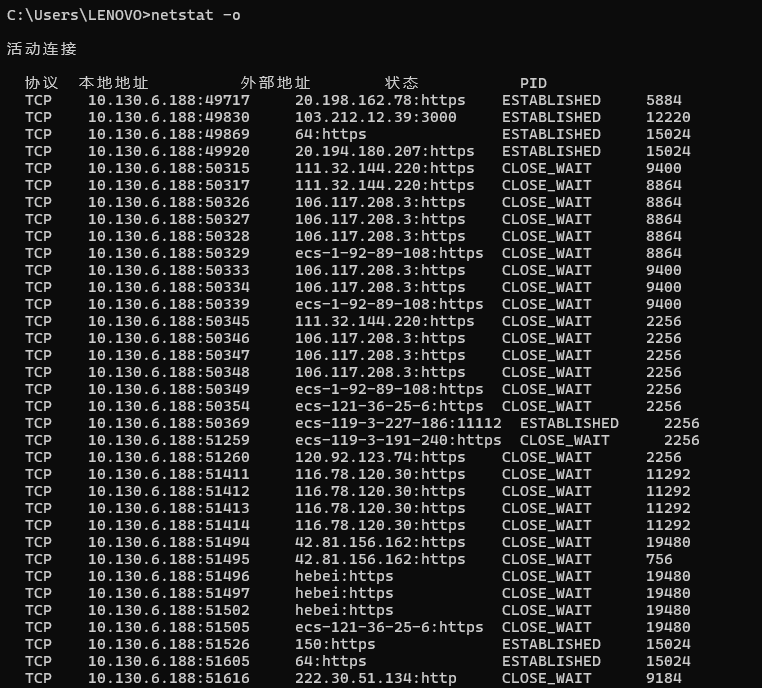 C:\Users\LENOVO>netstat -o
活动连接
协议 本地地址 外部地址 状态 PID
TCP 10.130.6.188:49717 20.198.162.78:https ESTABLISHED 5884
TCP 10.130.6.188:49830 103.212.12.39:3000 ESTABLISHED 12220
TCP 10.130.6.188:49869 64:https ESTABLISHED 15024
TCP 10.130.6.188:49920 20.194.180.207:https ESTABLISHED 15024
TCP 10.130.6.188:50315 111.32.144.220:https CLOSE_WAIT 9400
TCP 10.130.6.188:50317 111.32.144.220:https CLOSE_WAIT 8864
TCP 10.130.6.188:50326 106.117.208.3:https CLOSE_WAIT 8864
TCP 10.130.6.188:50327 106.117.208.3:https CLOSE_WAIT 8864
TCP 10.130.6.188:50328 106.117.208.3:https CLOSE_WAIT 8864
TCP 10.130.6.188:50329 ecs-1-92-89-108:https CLOSE_WAIT 8864
TCP 10.130.6.188:50333 106.117.208.3:https CLOSE_WAIT 9400
TCP 10.130.6.188:50334 106.117.208.3:https CLOSE_WAIT 9400
TCP 10.130.6.188:50339 ecs-1-92-89-108:https CLOSE_WAIT 9400
TCP 10.130.6.188:50345 111.32.144.220:https CLOSE_WAIT 2256
TCP 10.130.6.188:50346 106.117.208.3:https CLOSE_WAIT 2256
TCP 10.130.6.188:50347 106.117.208.3:https CLOSE_WAIT 2256
TCP 10.130.6.188:50348 106.117.208.3:https CLOSE_WAIT 2256
TCP 10.130.6.188:50349 ecs-1-92-89-108:https CLOSE_WAIT 2256
TCP 10.130.6.188:50354 ecs-121-36-25-6:https CLOSE_WAIT 2256
TCP 10.130.6.188:50369 ecs-119-3-227-186:11112 ESTABLISHED 2256
TCP 10.130.6.188:51259 ecs-119-3-191-240:https CLOSE_WAIT 2256
TCP 10.130.6.188:51260 120.92.123.74:https CLOSE_WAIT 2256
TCP 10.130.6.188:51411 116.78.120.30:https CLOSE_WAIT 11292
TCP 10.130.6.188:51412 116.78.120.30:https CLOSE_WAIT 11292
TCP 10.130.6.188:51413 116.78.120.30:https CLOSE_WAIT 11292
TCP 10.130.6.188:51414 116.78.120.30:https CLOSE_WAIT 11292
TCP 10.130.6.188:51494 42.81.156.162:https CLOSE_WAIT 19480
TCP 10.130.6.188:51495 42.81.156.162:https CLOSE_WAIT 756
TCP 10.130.6.188:51496 hebei:https CLOSE_WAIT 19480
TCP 10.130.6.188:51497 hebei:https CLOSE_WAIT 19480
TCP 10.130.6.188:51502 hebei:https CLOSE_WAIT 19480
TCP 10.130.6.188:51505 ecs-121-36-25-6:https CLOSE_WAIT 19480
TCP 10.130.6.188:51526 150:https ESTABLISHED 15024
TCP 10.130.6.188:51605 64:https ESTABLISHED 15024
TCP 10.130.6.188:51616 222.30.51.134:http CLOSE_WAIT 9184